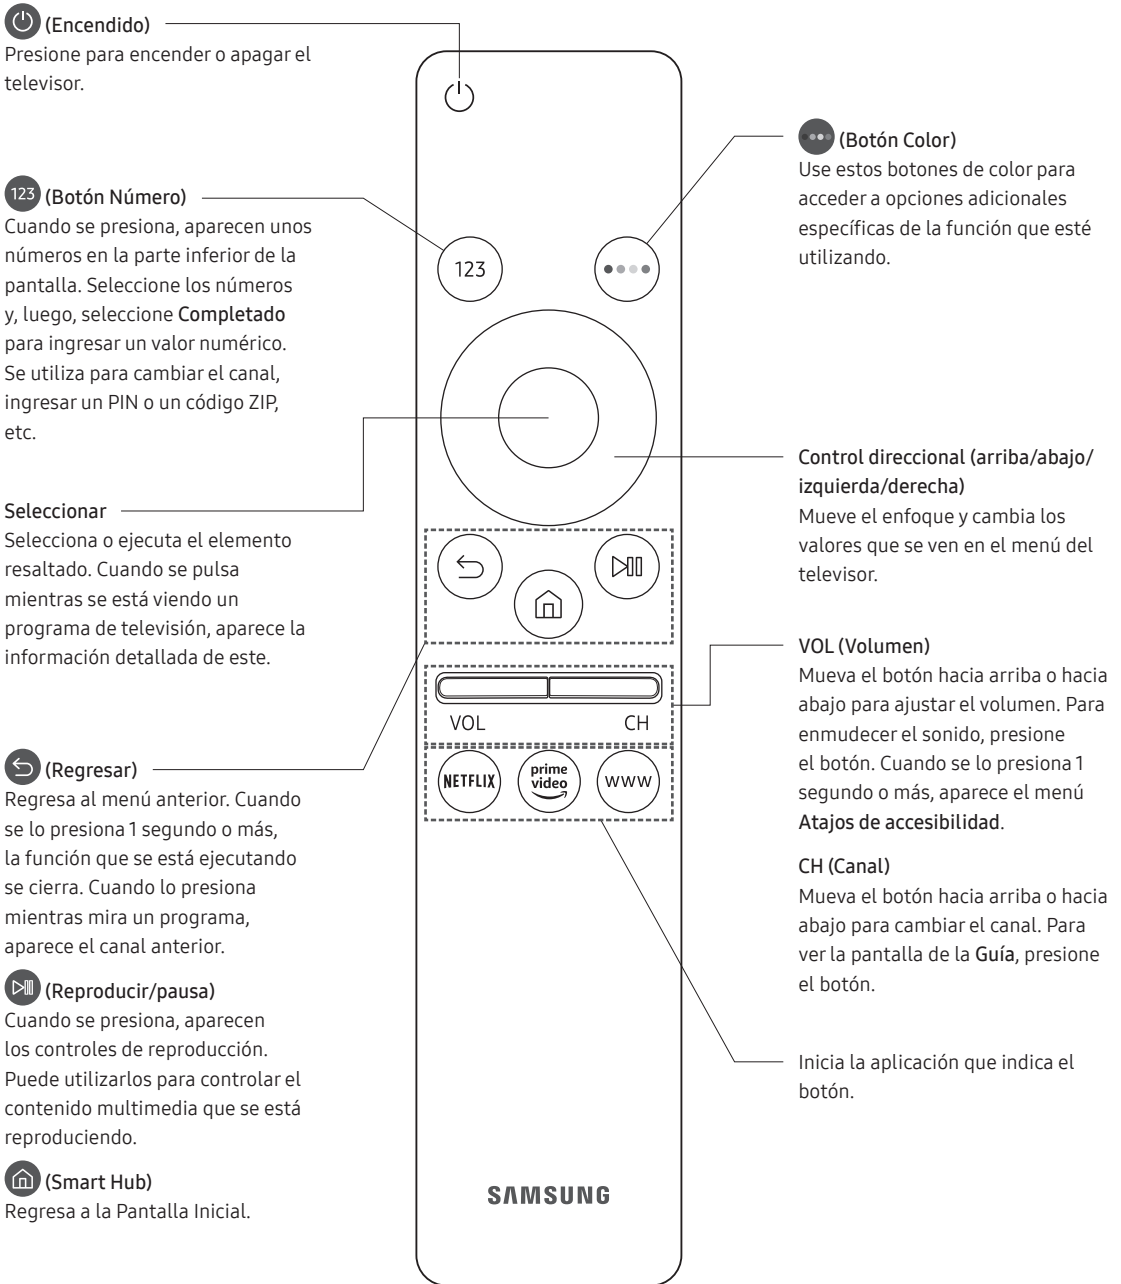 (Encendido)
Presione para encender o apagar el
televisor.
123 (Botón Número)
Cuando se presiona, aparecen unos
números en la parte inferior de la
pantalla. Seleccione los números
y, luego, seleccione Completado
para ingresar un valor numérico.
Se utiliza para cambiar el canal,
ingresar un PIN o un código ZIP,
etc.
Seleccionar
Selecciona o ejecuta el elemento
resaltado. Cuando se pulsa
mientras se está viendo un
programa de televisión, aparece la
información detallada de este.
(Regresar)
Regresa al menú anterior. Cuando
se lo presiona 1 segundo o más,
la función que se está ejecutando
se cierra. Cuando lo presiona
mientras mira un programa,
aparece el canal anterior.
(Reproducir/pausa)
Cuando se presiona, aparecen
los controles de reproducción.
Puede utilizarlos para controlar el
contenido multimedia que se está
reproduciendo.
(Smart Hub)
Regresa a la Pantalla Inicial.
123
VOL CH
NETFLIX prime video www
SAMSUNG
(Botón Color)
Use estos botones de color para
acceder a opciones adicionales
específicas de la función que esté
utilizando.
Control direccional (arriba/abajo/
izquierda/derecha)
Mueve el enfoque y cambia los
valores que se ven en el menú del
televisor.
VOL (Volumen)
Mueva el botón hacia arriba o hacia
abajo para ajustar el volumen. Para
enmudecer el sonido, presione
el botón. Cuando se lo presiona 1
segundo o más, aparece el menú
Atajos de accesibilidad.
CH (Canal)
Mueva el botón hacia arriba o hacia
abajo para cambiar el canal. Para
ver la pantalla de la Guía, presione
el botón.
Inicia la aplicación que indica el
botón.